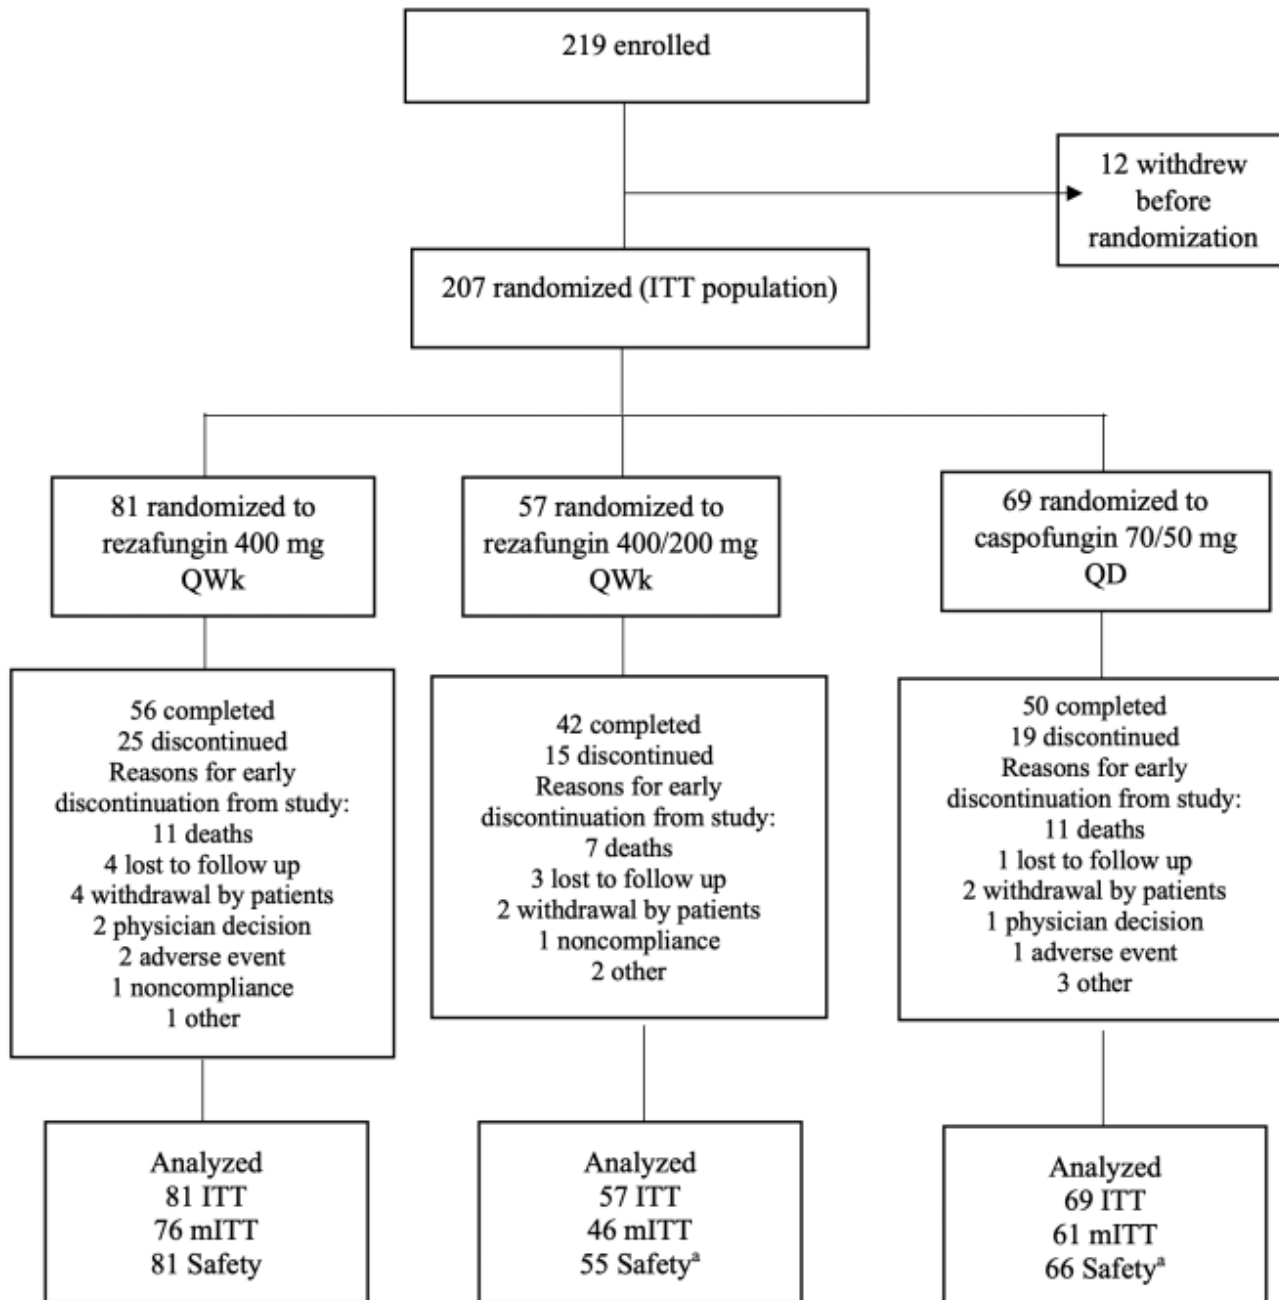 219 enrolled
12 withdrew
before
randomization
207 randomized (ITT population)
81 randomized to
rezafungin 400 mg
QWk
57 randomized to
rezafungin 400/200 mg
QWk
69 randomized to
caspofungin 70/50 mg
QD
56 completed
25 discontinued
Reasons for early
discontinuation from study:
11 deaths
4 lost to follow up
4 withdrawal by patients
2 physician decision
2 adverse event
1 noncompliance
1 other
42 completed
15 discontinued
Reasons for early
discontinuation from study:
7 deaths
3 lost to follow up
2 withdrawal by patients
1 noncompliance
2 other
50 completed
19 discontinued
Reasons for early
discontinuation from study:
11 deaths
1 lost to follow up
2 withdrawal by patients
1 physician decision
1 adverse event
3 other
Analyzed
81 ITT
76 mITT
81 Safety
Analyzed
57 ITT
46 mITT
55 Safetyᵃ
Analyzed
69 ITT
61 mITT
66 Safetyᵃ